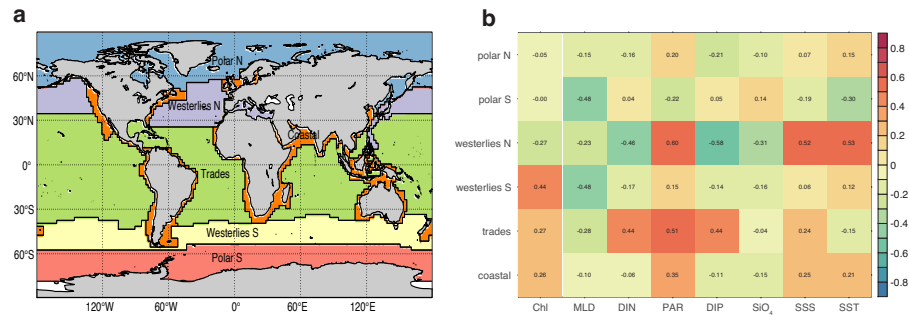 a
Polar N
60°N
Westerlies N
30°N
Coastal
0°
Trades
30°S
Westerlies S
Polar S
60°S
120°W 60°W 0° 60°E 120°E
b
polar N -0.05 -0.15 -0.16 0.20 -0.21 -0.10 0.07 0.15
polar S -0.00 -0.48 0.04 -0.22 0.05 0.14 -0.19 -0.30
westerlies N -0.27 -0.23 -0.46 0.60 -0.58 -0.31 0.52 0.53
westerlies S 0.44 -0.48 -0.17 0.15 -0.14 -0.16 0.06 0.12
trades 0.27 -0.28 0.44 0.51 0.44 -0.04 0.24 -0.15
coastal 0.26 -0.10 -0.08 0.35 -0.11 -0.15 0.25 0.21
Chl MLD DIN PAR DIP SiO₄ SSS SST
0.8
0.6
0.4
0.2
0
-0.2
-0.4
-0.6
-0.8